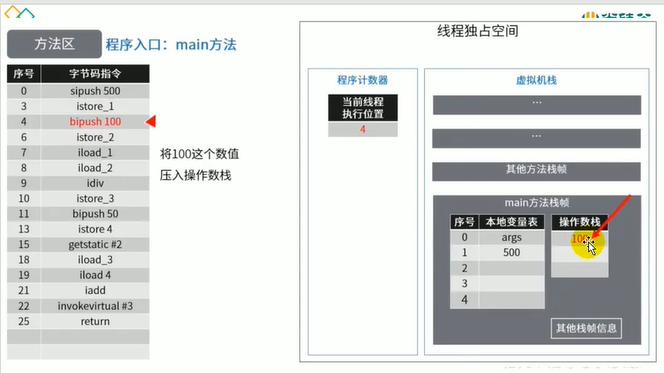 方法区
程序入口：main方法
序号 字节码指令
0 sipush 500
3 istore_1
4 bipush 100
6 istore_2
7 iload_1
8 iload_2
9 idiv
10 istore_3
11 bipush 50
13 istore 4
15 getstatic #2
18 iload_3
19 iload 4
21 iadd
22 invokevirtual #3
25 return
将100这个数值
压入操作数栈
线程独占空间
程序计数器
当前线程
执行位置
4
虚拟机栈
...
...
其他方法栈帧
main方法栈帧
序号 本地变量表 操作数栈
0 args 100
1 500
2
3
4
其他栈帧信息